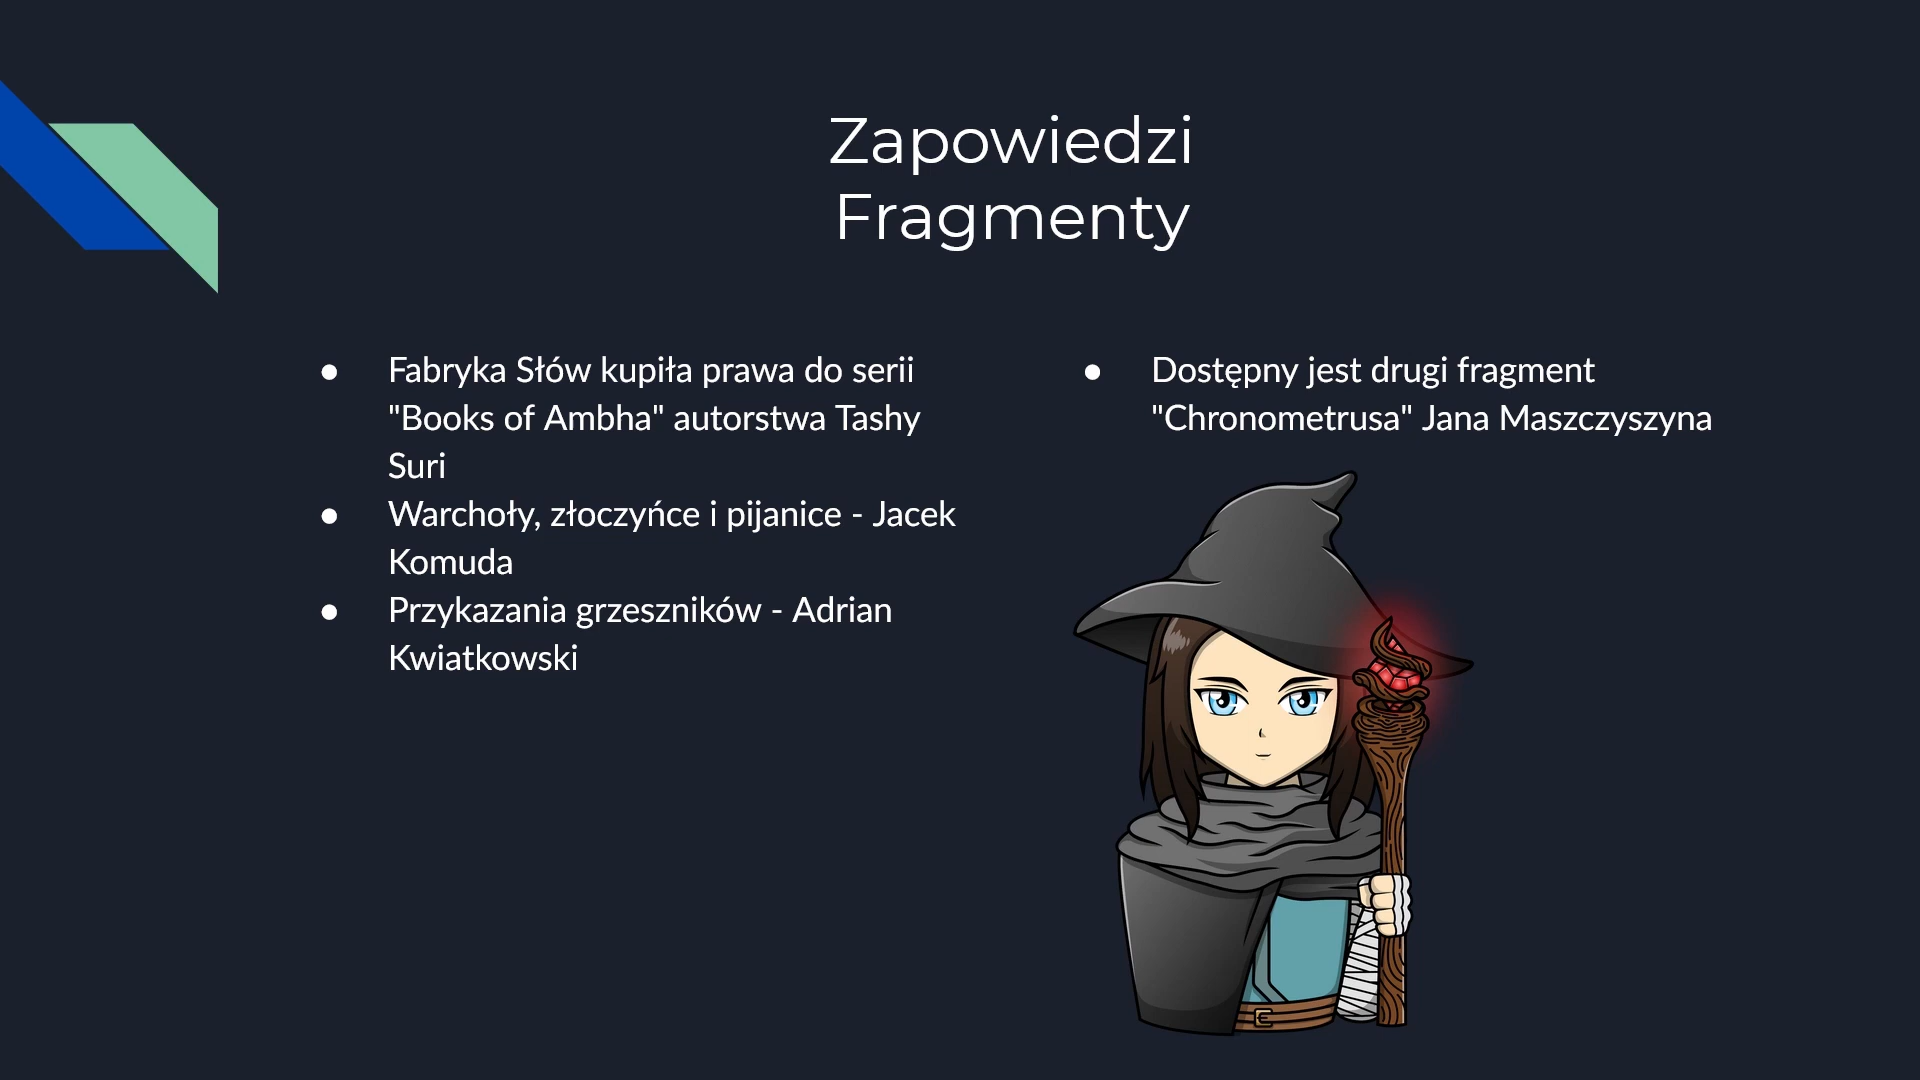 Zapowiedzi
Fragmenty
● Fabryka Słów kupiła prawa do serii
"Books of Ambha" autorstwa Tashy
Suri
● Warchoły, złoczyńce i pijanice - Jacek
Komuda
● Przykazania grzeszników - Adrian
Kwiatkowski
● Dostępny jest drugi fragment
"Chronometrusa" Jana Maszczyszyna